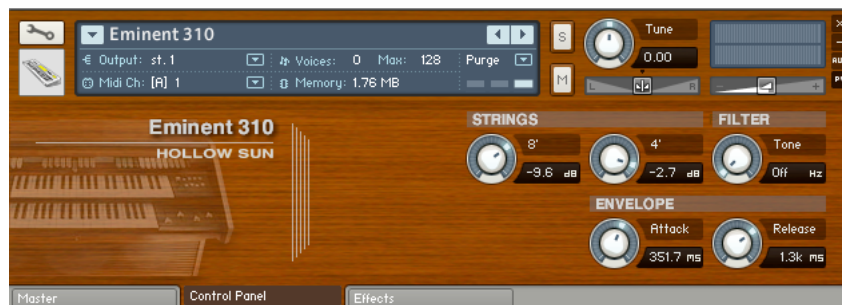 Eminent 310
Output: st. 1 Voices: 0 Max: 128 Purge
Midi Ch: [A] 1 Memory: 1.76 MB
S
M
Tune
0.00
L R
- +
×
-
AU
PV
Eminent 310
HOLLOW SUN
STRINGS
8'
-9.6 dB
4'
-2.7 dB
FILTER
Tone
Off Hz
ENVELOPE
Attack
351.7 ms
Release
1.3k ms
Master Control Panel Effects